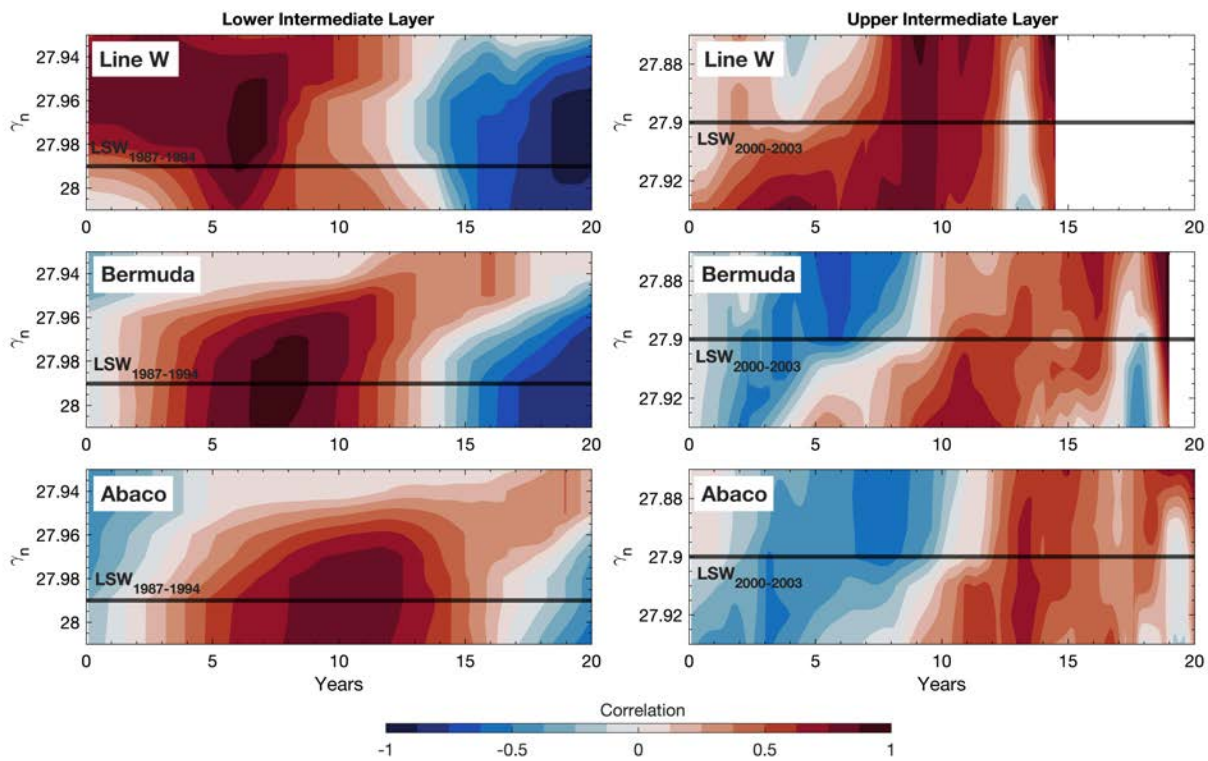 Lower Intermediate Layer
Upper Intermediate Layer
Line W
27.94
27.96
27.98
28
γn
LSW1987-1994
0 5 10 15 20
Line W
27.88
27.9
27.92
γn
LSW2000-2003
0 5 10 15 20
Bermuda
27.94
27.96
27.98
28
γn
LSW1987-1994
0 5 10 15 20
Bermuda
27.88
27.9
27.92
γn
LSW2000-2003
0 5 10 15 20
Abaco
27.94
27.96
27.98
28
γn
LSW1987-1994
0 5 10 15 20
Years
Abaco
27.88
27.9
27.92
γn
LSW2000-2003
0 5 10 15 20
Years
Correlation
-1 -0.5 0 0.5 1